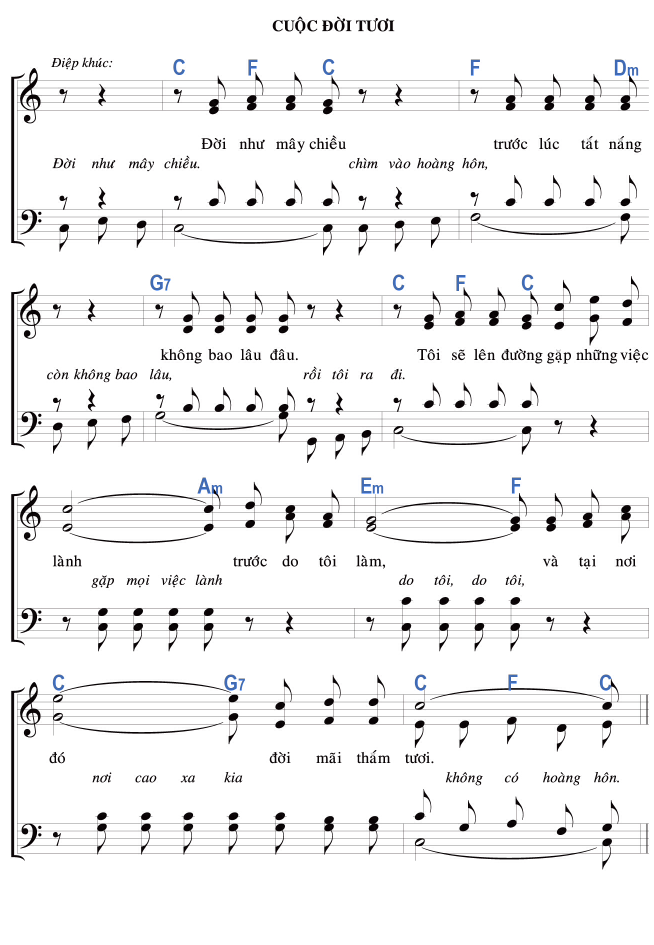 CUỘC ĐỜI TƯƠI
Điệp khúc:
C F C F Dm
Đời như mây chiều trước lúc tất nắng
Đời như mây chiều. chìm vào hoàng hôn,
G7 C F C
không bao lâu đâu. Tôi sẽ lên đường gặp những việc
còn không bao lâu, rồi tôi ra đi.
Am Em F
lành trước do tôi làm, và tại nơi
gặp mọi việc lành do tôi, do tôi,
C G7 C F C
đó đời mãi thấm tươi.
nơi cao xa kia không có hoàng hôn.